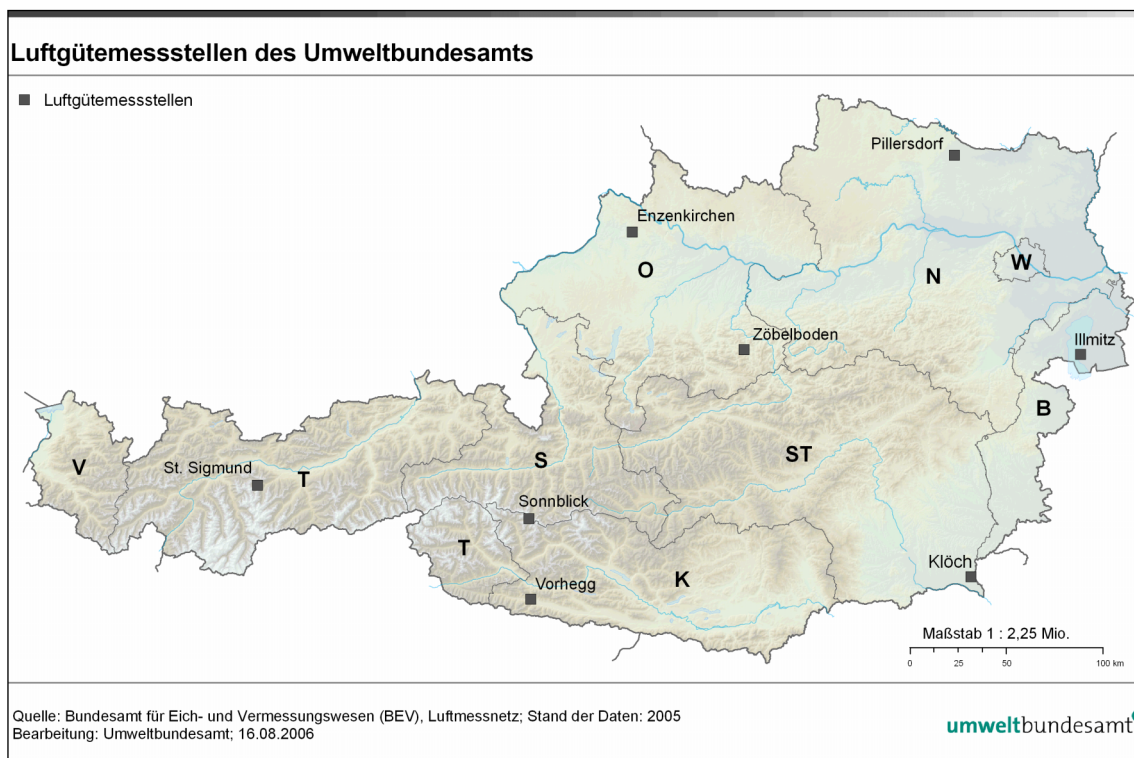 Luftgütemessstellen des Umweltbundesamts
Luftgütemessstellen
Pillersdorf
Enzenkirchen
O
N
W
Zöbelboden
Illmitz
B
V
St. Sigmund
T
S
ST
Sonnblick
T
K
Klöch
Vorhegg
Maßstab 1 : 2,25 Mio.
0 25 50 100 km
Quelle: Bundesamt für Eich- und Vermessungswesen (BEV), Luftmessnetz; Stand der Daten: 2005
Bearbeitung: Umweltbundesamt; 16.08.2006
umweltbundesamt